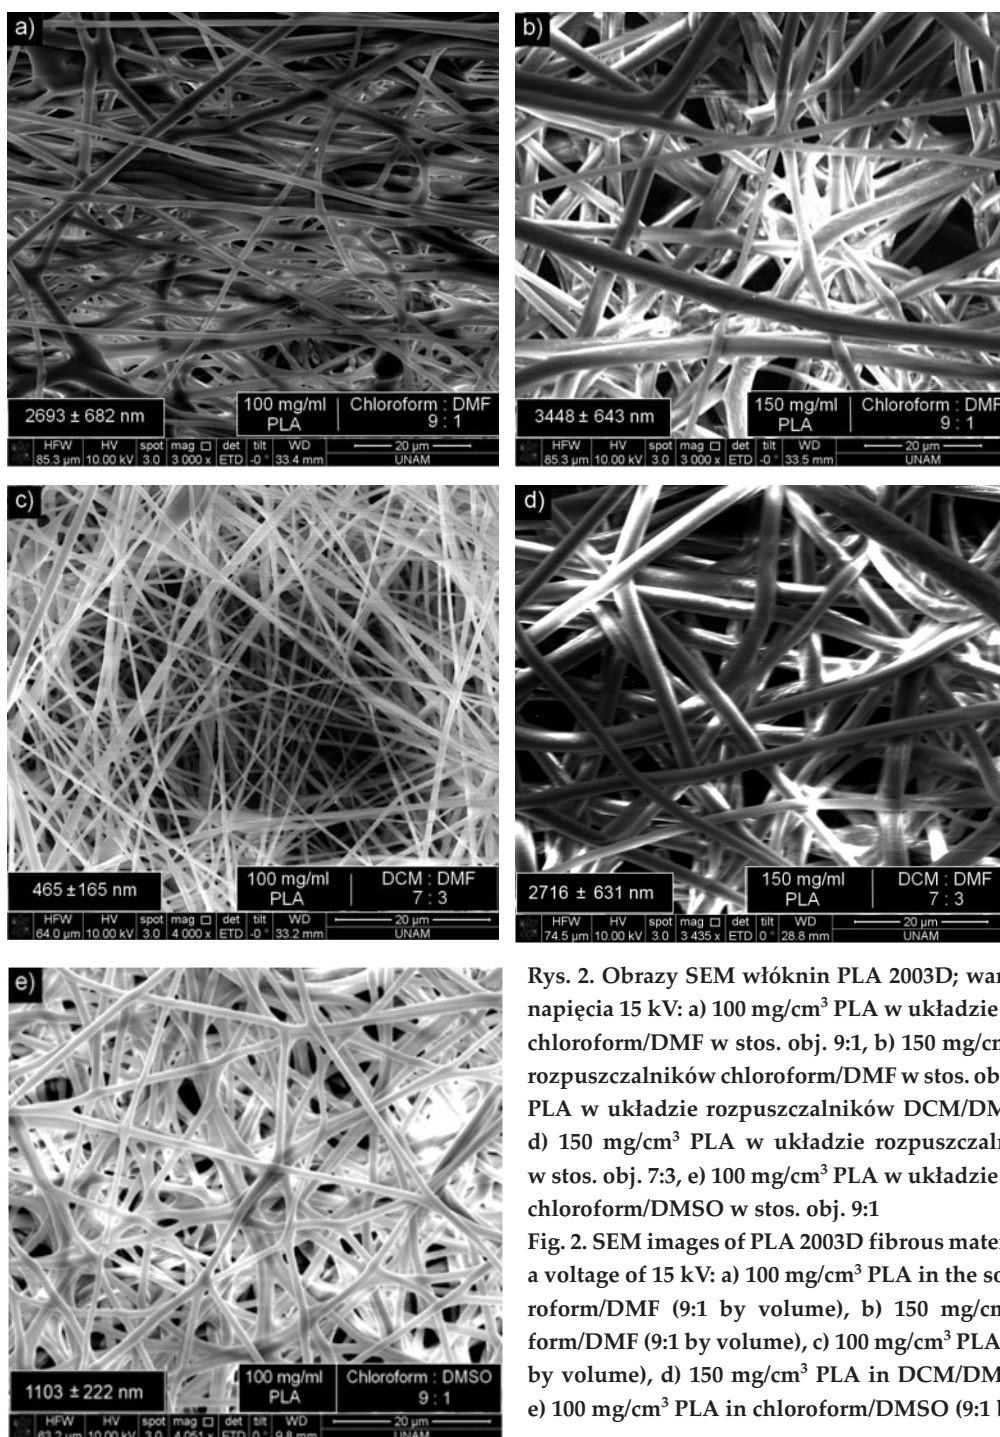 a)
2693 ± 682 nm
100 mg/ml
PLA
Chloroform : DMF
9 : 1
HFW HV spot mag □ det tilt WD
20 µm
85.3 µm 10.00 kV 3.0 3 000 x ETD -0° 33.4 mm
UNAM
b)
3448 ± 643 nm
150 mg/ml
PLA
Chloroform : DMF
9 : 1
HFW HV spot mag □ det tilt WD
20 µm
85.3 µm 10.00 kV 3.0 3 000 x ETD -0° 33.5 mm
UNAM
c)
465 ±165 nm
100 mg/ml
PLA
DCM : DMF
7 : 3
HFW HV spot mag □ det tilt WD
20 µm
64.0 µm 10.00 kV 3.0 4 000 x ETD -0° 33.2 mm
UNAM
d)
2716 ± 631 nm
150 mg/ml
PLA
DCM : DMF
7 : 3
HFW HV spot mag □ det tilt WD
20 µm
74.5 µm 10.00 kV 3.0 3 435 x ETD 0° 28.8 mm
UNAM
e)
1103 ± 222 nm
100 mg/ml
PLA
Chloroform : DMSO
9 : 1
HFW HV spot mag □ det tilt WD
20 µm
63.2 µm 10.00 kV 3.0 4 051 x ETD 0° 9.8 mm
UNAM
Rys. 2. Obrazy SEM włóknin PLA 2003D; war
napięcia 15 kV: a) 100 mg/cm³ PLA w układzie
chloroform/DMF w stos. obj. 9:1, b) 150 mg/cm
rozpuszczalników chloroform/DMF w stos. ob
PLA w układzie rozpuszczalników DCM/DM
d) 150 mg/cm³ PLA w układzie rozpuszczaln
w stos. obj. 7:3, e) 100 mg/cm³ PLA w układzie
chloroform/DMSO w stos. obj. 9:1
Fig. 2. SEM images of PLA 2003D fibrous mater
a voltage of 15 kV: a) 100 mg/cm³ PLA in the so
roform/DMF (9:1 by volume), b) 150 mg/cm
form/DMF (9:1 by volume), c) 100 mg/cm³ PLA
by volume), d) 150 mg/cm³ PLA in DCM/DM
e) 100 mg/cm³ PLA in chloroform/DMSO (9:1 b